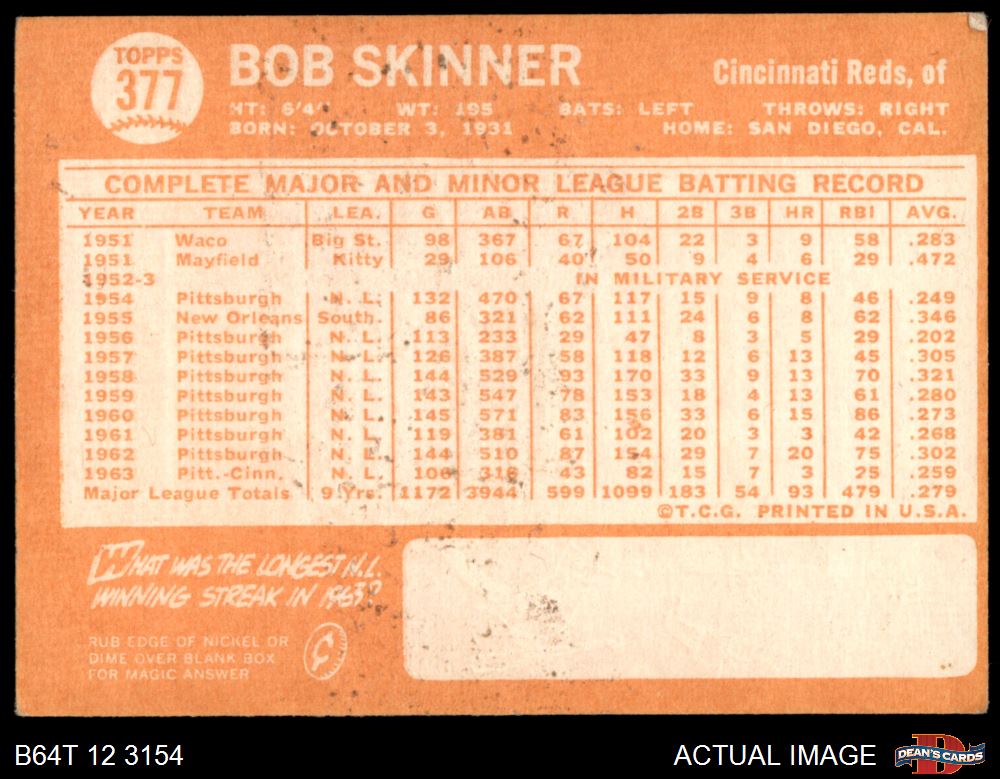 TOPPS
377
BOB SKINNER
Cincinnati Reds, of
HT: 6'4" WT: 195 BATS: LEFT THROWS: RIGHT
BORN: OCTOBER 3, 1931 HOME: SAN DIEGO, CAL.
COMPLETE MAJOR AND MINOR LEAGUE BATTING RECORD
YEAR TEAM LEA. G AB R H 2B 3B HR RBI AVG.
1951 Waco Big St. 98 367 67 104 22 3 9 58 .283
1951 Mayfield Kitty 29 106 40 50 9 4 6 29 .472
1952-3 IN MILITARY SERVICE
1954 Pittsburgh N. L. 132 470 67 117 15 9 8 46 .249
1955 New Orleans South. 86 321 62 111 24 6 8 62 .346
1956 Pittsburgh N. L. 113 233 29 47 8 3 5 29 .202
1957 Pittsburgh N. L. 126 387 58 118 12 6 13 45 .305
1958 Pittsburgh N. L. 144 529 93 170 33 9 13 70 .321
1959 Pittsburgh N. L. 143 547 78 153 18 4 13 61 .280
1960 Pittsburgh N. L. 145 571 83 156 33 6 15 86 .273
1961 Pittsburgh N. L. 119 381 61 102 20 3 3 42 .268
1962 Pittsburgh N. L. 144 510 87 154 29 7 20 75 .302
1963 Pitt.-Cinn. N. L. 106 316 43 82 15 7 3 25 .259
Major League Totals 9 Yrs. 1172 3944 599 1099 183 54 93 479 .279
©T.C.G. PRINTED IN U.S.A.
WHAT WAS THE LONGEST N.L.
WINNING STREAK IN 1963?
RUB EDGE OF NICKEL OR
DIME OVER BLANK BOX
FOR MAGIC ANSWER
¢
B64T 12 3154
ACTUAL IMAGE
D
DEAN'S CARDS